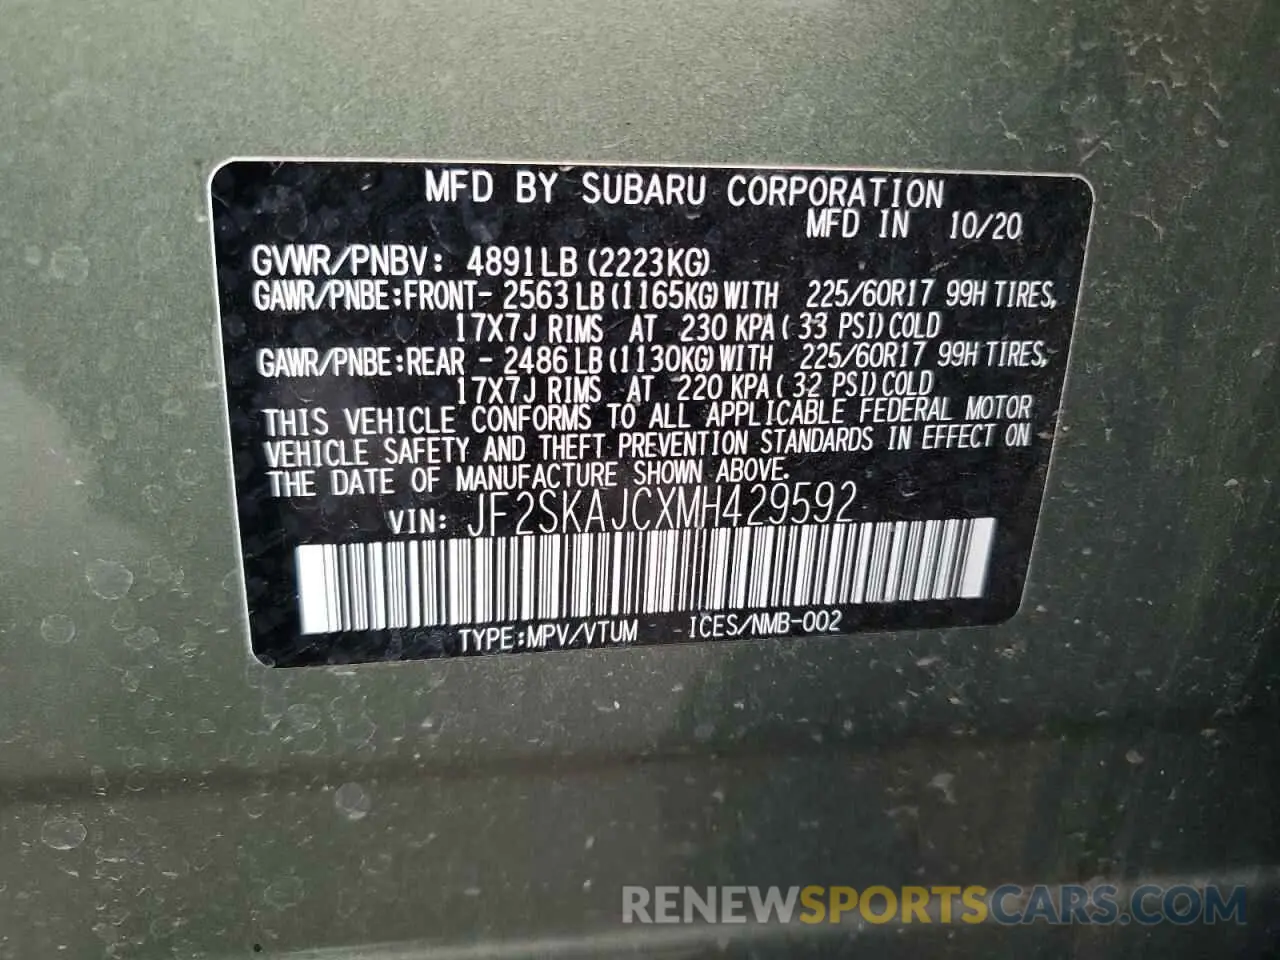 MFD BY SUBARU CORPORATION
MFD IN 10/20
GVWR/PNBV: 4891LB (2223KG)
GAWR/PNBE:FRONT- 2563LB(1165KG)WITH 225/60R17 99H TIRES,
17X7J RIMS AT 230 KPA( 33 PSI)COLD
GAWR/PNBE:REAR - 2486LB(1130KG)WITH 225/60R17 99H TIRES,
17X7J RIMS AT 220 KPA( 32 PSI)COLD
THIS VEHICLE CONFORMS TO ALL APPLICABLE FEDERAL MOTOR
VEHICLE SAFETY AND THEFT PREVENTION STANDARDS IN EFFECT ON
THE DATE OF MANUFACTURE SHOWN ABOVE.
VIN: JF2SKAJCXMH429592
TYPE:MPV/VTUM ICES/NMB-002
RENEWSPORTSCARS.COM